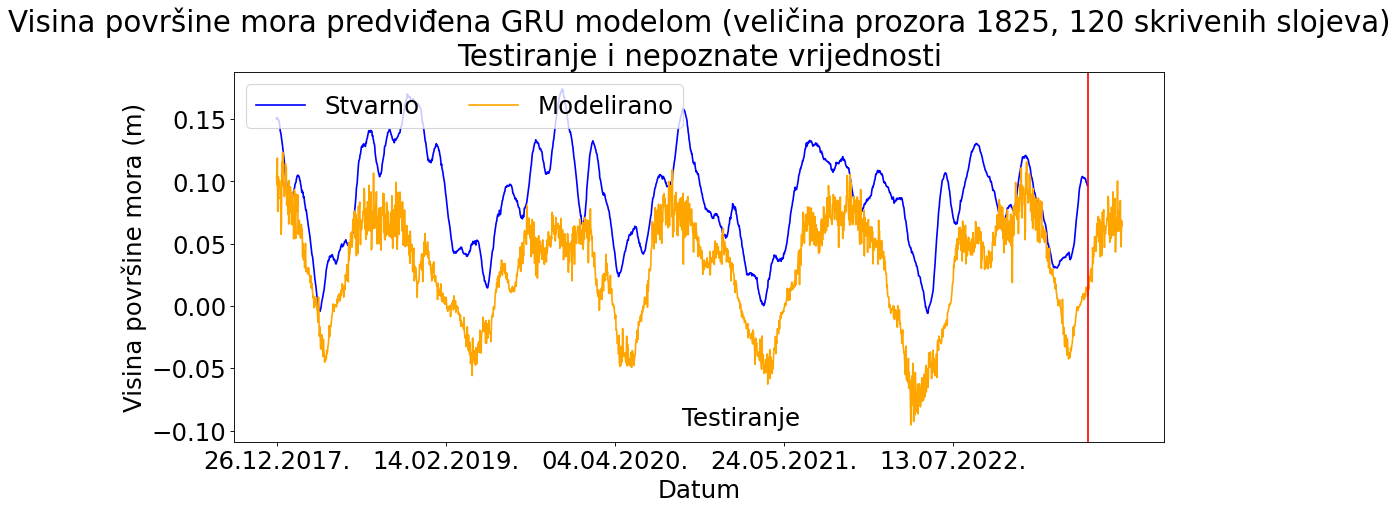 Visina površine mora predviđena GRU modelom (veličina prozora 1825, 120 skrivenih slojeva)
Testiranje i nepoznate vrijednosti
Stvarno Modelirano
Visina površine mora (m)
0.15
0.10
0.05
0.00
−0.05
−0.10
Testiranje
26.12.2017. 14.02.2019. 04.04.2020. 24.05.2021. 13.07.2022.
Datum